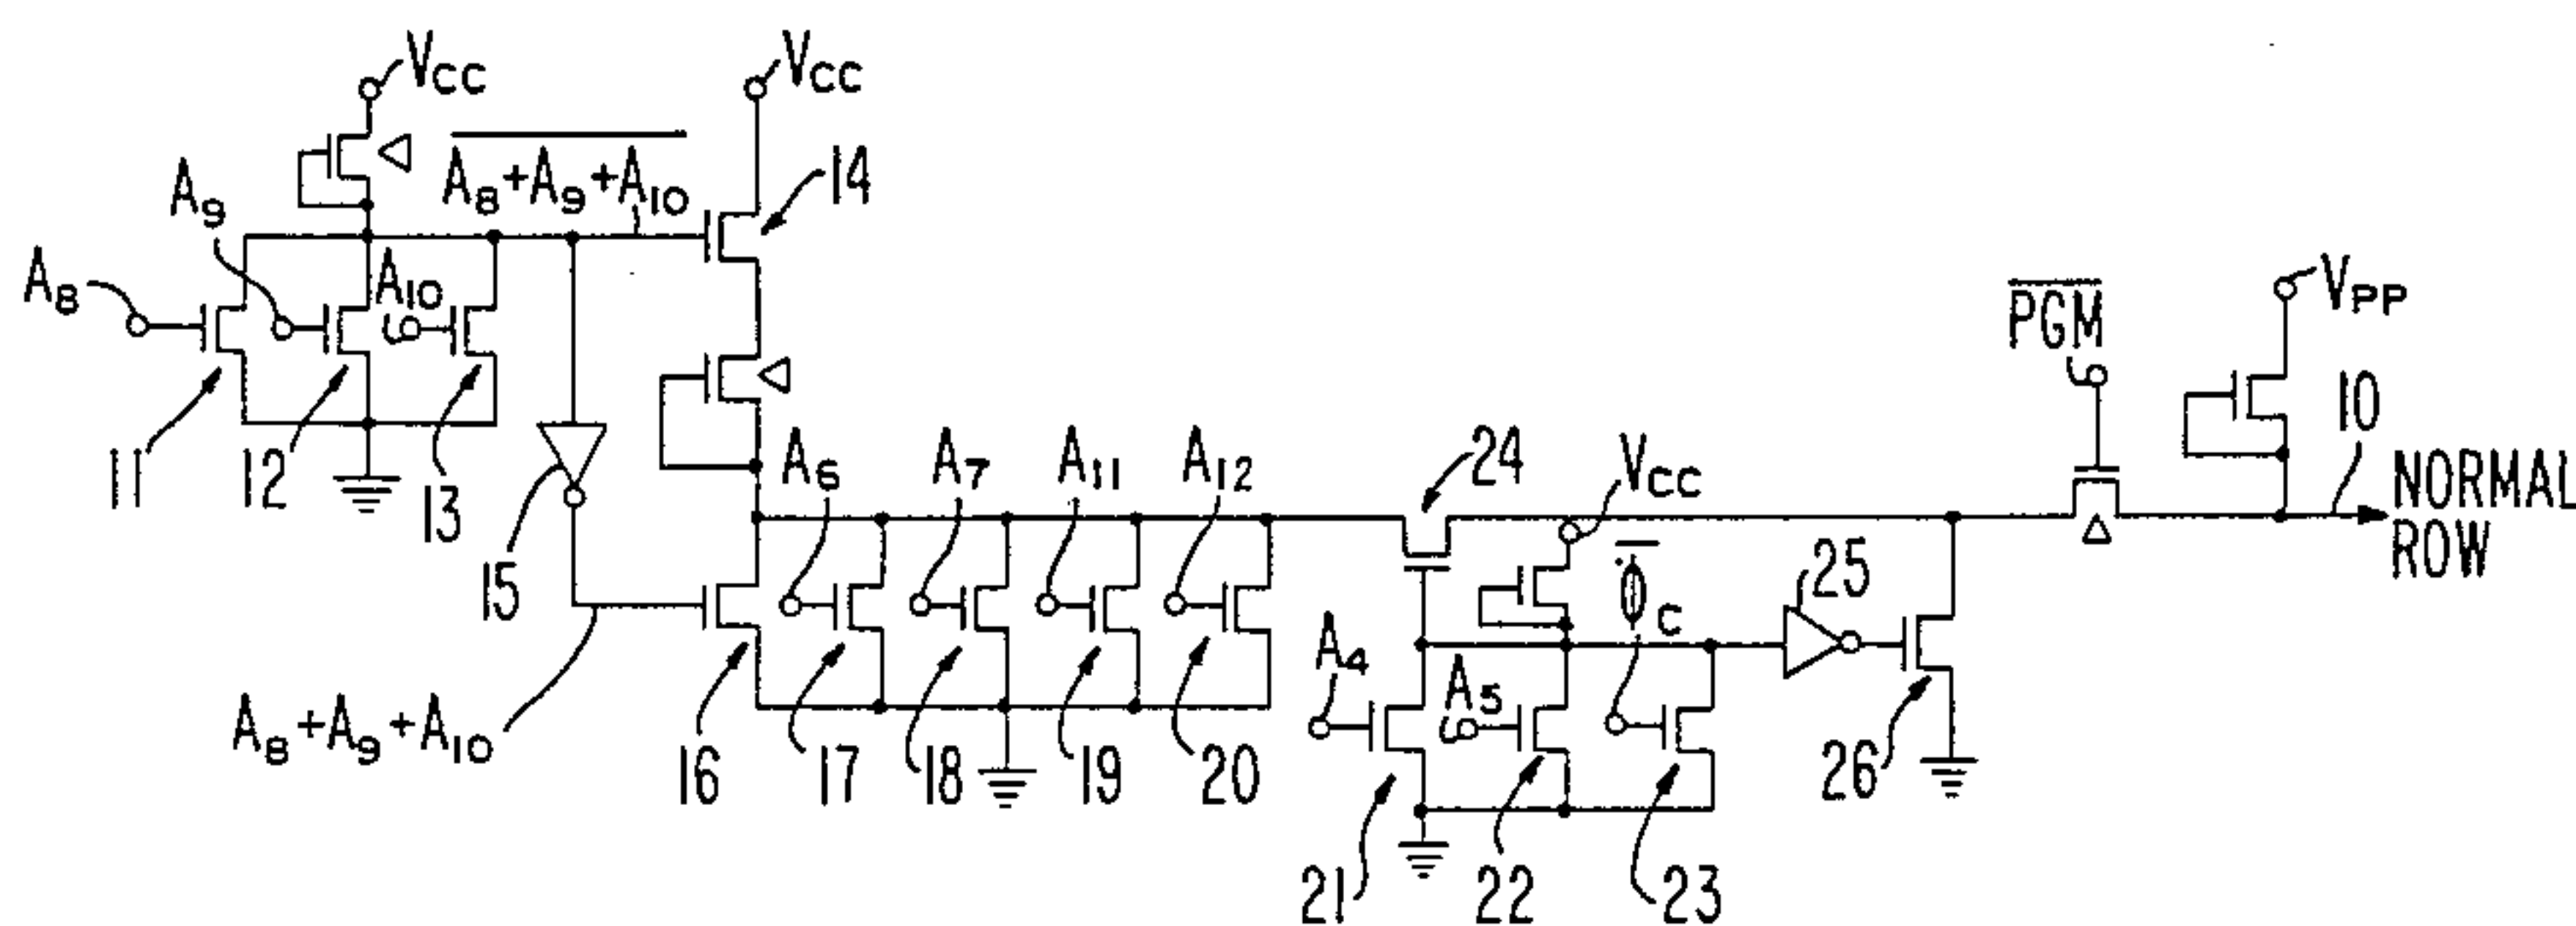 VCC
VCC
A8+A9+A10
14
A9
A8
A10
PGM
VPP
11
12
13
15
A6
A7
A11
A12
24
VCC
10
NORMAL
ROW
φC
25
A4
A5
A8+A9+A10
16
17
18
19
20
26
21
22
23